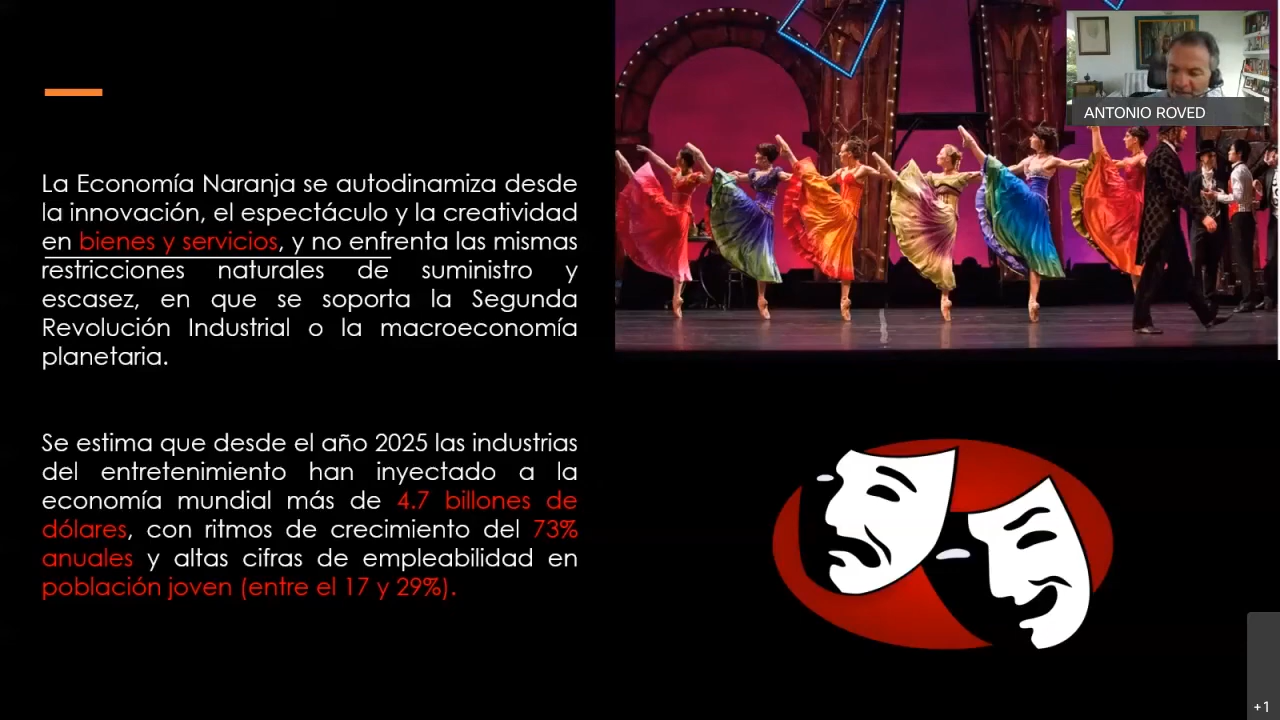 La Economía Naranja se autodinamiza desde
la innovación, el espectáculo y la creatividad
en bienes y servicios, y no enfrenta las mismas
restricciones naturales de suministro y
escasez, en que se soporta la Segunda
Revolución Industrial o la macroeconomía
planetaria.
Se estima que desde el año 2025 las industrias
del entretenimiento han inyectado a la
economía mundial más de 4.7 billones de
dólares, con ritmos de crecimiento del 73%
anuales y altas cifras de empleabilidad en
población joven (entre el 17 y 29%).
ANTONIO ROVED
+1